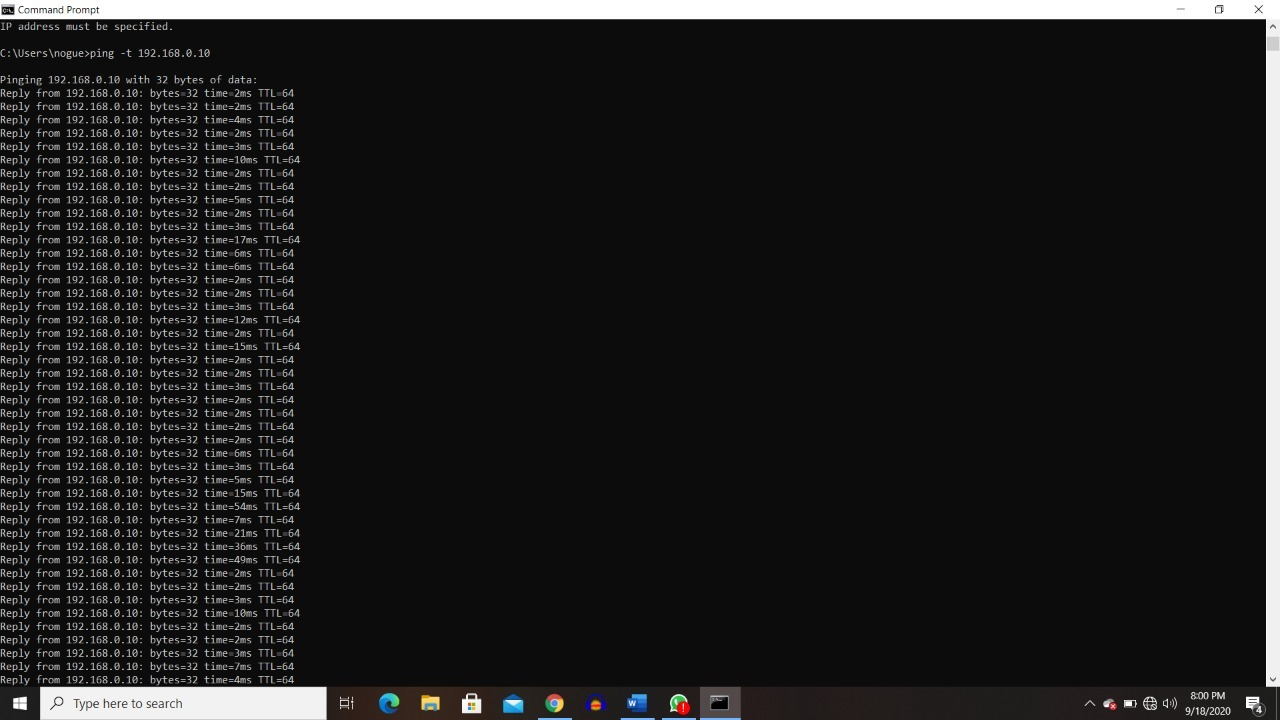 Command Prompt
IP address must be specified.
C:\Users\nogue>ping -t 192.168.0.10
Pinging 192.168.0.10 with 32 bytes of data:
Reply from 192.168.0.10: bytes=32 time=2ms TTL=64
Reply from 192.168.0.10: bytes=32 time=2ms TTL=64
Reply from 192.168.0.10: bytes=32 time=4ms TTL=64
Reply from 192.168.0.10: bytes=32 time=2ms TTL=64
Reply from 192.168.0.10: bytes=32 time=3ms TTL=64
Reply from 192.168.0.10: bytes=32 time=10ms TTL=64
Reply from 192.168.0.10: bytes=32 time=2ms TTL=64
Reply from 192.168.0.10: bytes=32 time=2ms TTL=64
Reply from 192.168.0.10: bytes=32 time=5ms TTL=64
Reply from 192.168.0.10: bytes=32 time=2ms TTL=64
Reply from 192.168.0.10: bytes=32 time=3ms TTL=64
Reply from 192.168.0.10: bytes=32 time=17ms TTL=64
Reply from 192.168.0.10: bytes=32 time=6ms TTL=64
Reply from 192.168.0.10: bytes=32 time=6ms TTL=64
Reply from 192.168.0.10: bytes=32 time=2ms TTL=64
Reply from 192.168.0.10: bytes=32 time=2ms TTL=64
Reply from 192.168.0.10: bytes=32 time=3ms TTL=64
Reply from 192.168.0.10: bytes=32 time=12ms TTL=64
Reply from 192.168.0.10: bytes=32 time=2ms TTL=64
Reply from 192.168.0.10: bytes=32 time=15ms TTL=64
Reply from 192.168.0.10: bytes=32 time=2ms TTL=64
Reply from 192.168.0.10: bytes=32 time=2ms TTL=64
Reply from 192.168.0.10: bytes=32 time=3ms TTL=64
Reply from 192.168.0.10: bytes=32 time=2ms TTL=64
Reply from 192.168.0.10: bytes=32 time=2ms TTL=64
Reply from 192.168.0.10: bytes=32 time=2ms TTL=64
Reply from 192.168.0.10: bytes=32 time=2ms TTL=64
Reply from 192.168.0.10: bytes=32 time=6ms TTL=64
Reply from 192.168.0.10: bytes=32 time=3ms TTL=64
Reply from 192.168.0.10: bytes=32 time=5ms TTL=64
Reply from 192.168.0.10: bytes=32 time=15ms TTL=64
Reply from 192.168.0.10: bytes=32 time=54ms TTL=64
Reply from 192.168.0.10: bytes=32 time=7ms TTL=64
Reply from 192.168.0.10: bytes=32 time=21ms TTL=64
Reply from 192.168.0.10: bytes=32 time=36ms TTL=64
Reply from 192.168.0.10: bytes=32 time=49ms TTL=64
Reply from 192.168.0.10: bytes=32 time=2ms TTL=64
Reply from 192.168.0.10: bytes=32 time=2ms TTL=64
Reply from 192.168.0.10: bytes=32 time=3ms TTL=64
Reply from 192.168.0.10: bytes=32 time=10ms TTL=64
Reply from 192.168.0.10: bytes=32 time=2ms TTL=64
Reply from 192.168.0.10: bytes=32 time=2ms TTL=64
Reply from 192.168.0.10: bytes=32 time=3ms TTL=64
Reply from 192.168.0.10: bytes=32 time=7ms TTL=64
Reply from 192.168.0.10: bytes=32 time=4ms TTL=64
Type here to search
8:00 PM
9/18/2020
4